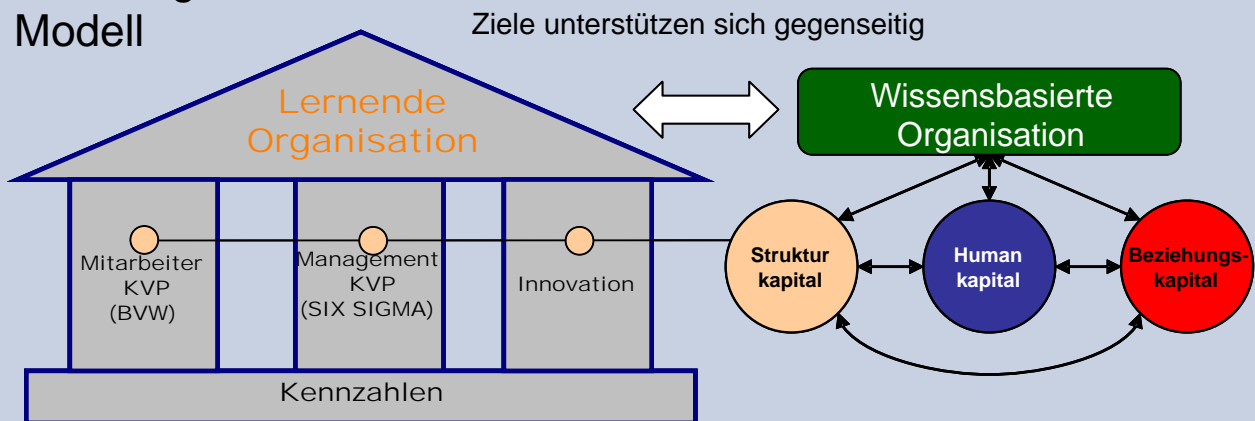 Modell
Ziele unterstützen sich gegenseitig
Lernende
Organisation
Wissensbasierte
Organisation
Mitarbeiter
KVP
(BVW)
Management
KVP
(SIX SIGMA)
Innovation
Struktur
kapital
Human
kapital
Beziehungs-
kapital
Kennzahlen